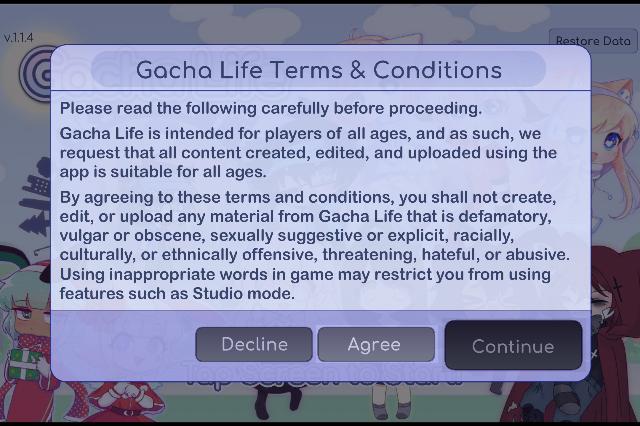 v.1.1.4
Restore Data
Gacha Life Terms & Conditions
Please read the following carefully before proceeding.
Gacha Life is intended for players of all ages, and as such, we
request that all content created, edited, and uploaded using the
app is suitable for all ages.
By agreeing to these terms and conditions, you shall not create,
edit, or upload any material from Gacha Life that is defamatory,
vulgar or obscene, sexually suggestive or explicit, racially,
culturally, or ethnically offensive, threatening, hateful, or abusive.
Using inappropriate words in game may restrict you from using
features such as Studio mode.
Decline
Agree
Continue
Tap Screen to Start!